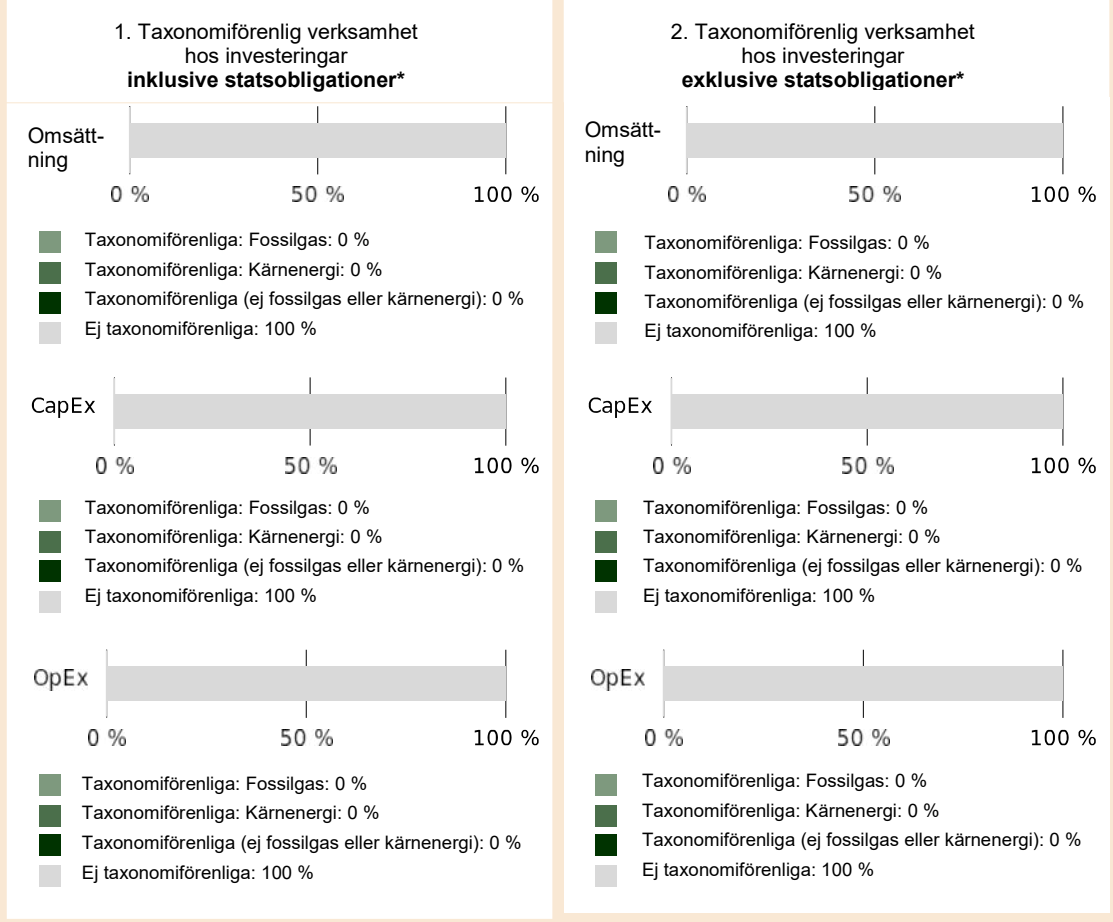 1. Taxonomiförenlig verksamhet
hos investeringar
inklusive statsobligationer*
Omsätt-
ning
0 % 50 % 100 %
Taxonomiförenliga: Fossilgas: 0 %
Taxonomiförenliga: Kärnenergi: 0 %
Taxonomiförenliga (ej fossilgas eller kärnenergi): 0 %
Ej taxonomiförenliga: 100 %
CapEx
0 % 50 % 100 %
Taxonomiförenliga: Fossilgas: 0 %
Taxonomiförenliga: Kärnenergi: 0 %
Taxonomiförenliga (ej fossilgas eller kärnenergi): 0 %
Ej taxonomiförenliga: 100 %
OpEx
0 % 50 % 100 %
Taxonomiförenliga: Fossilgas: 0 %
Taxonomiförenliga: Kärnenergi: 0 %
Taxonomiförenliga (ej fossilgas eller kärnenergi): 0 %
Ej taxonomiförenliga: 100 %
2. Taxonomiförenlig verksamhet
hos investeringar
exklusive statsobligationer*
Omsätt-
ning
0 % 50 % 100 %
Taxonomiförenliga: Fossilgas: 0 %
Taxonomiförenliga: Kärnenergi: 0 %
Taxonomiförenliga (ej fossilgas eller kärnenergi): 0 %
Ej taxonomiförenliga: 100 %
CapEx
0 % 50 % 100 %
Taxonomiförenliga: Fossilgas: 0 %
Taxonomiförenliga: Kärnenergi: 0 %
Taxonomiförenliga (ej fossilgas eller kärnenergi): 0 %
Ej taxonomiförenliga: 100 %
OpEx
0 % 50 % 100 %
Taxonomiförenliga: Fossilgas: 0 %
Taxonomiförenliga: Kärnenergi: 0 %
Taxonomiförenliga (ej fossilgas eller kärnenergi): 0 %
Ej taxonomiförenliga: 100 %